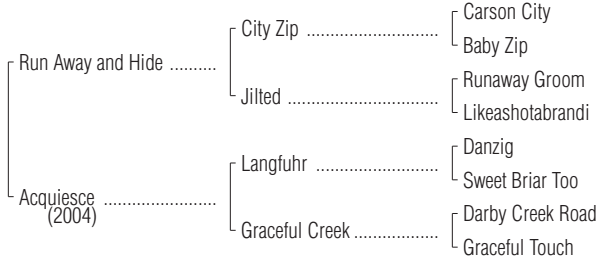 Carson City
City Zip ..................................
Baby Zip
Run Away and Hide ..........
Runaway Groom
Jilted ......................................
Likeashotabrandi
Danzig
Langfuhr ...............................
Sweet Briar Too
Acquiesce ........................
(2004)
Darby Creek Road
Graceful Creek .....................
Graceful Touch